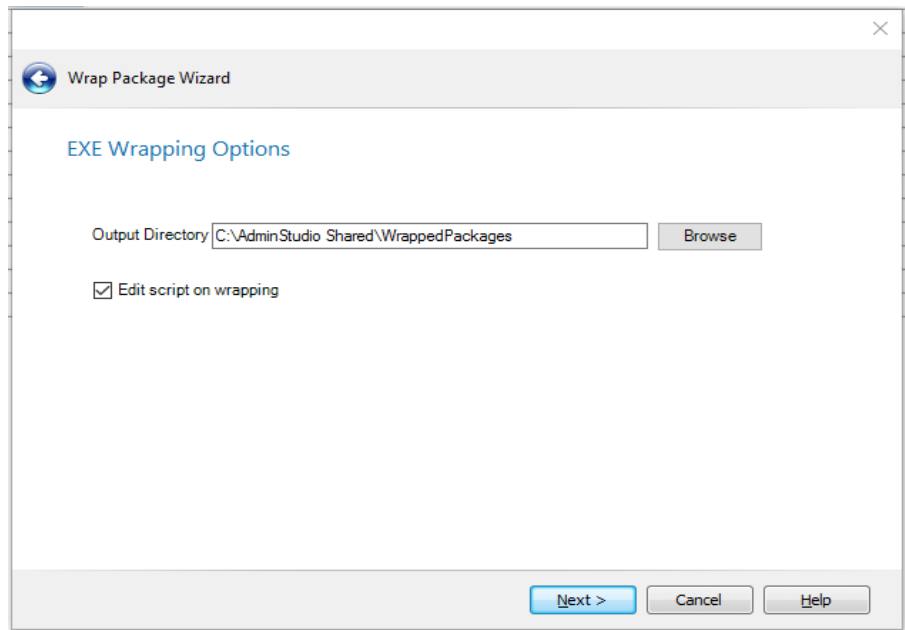 Wrap Package Wizard
EXE Wrapping Options
Output Directory C:\AdminStudio Shared\WrappedPackages Browse
Edit script on wrapping
Next > Cancel Help